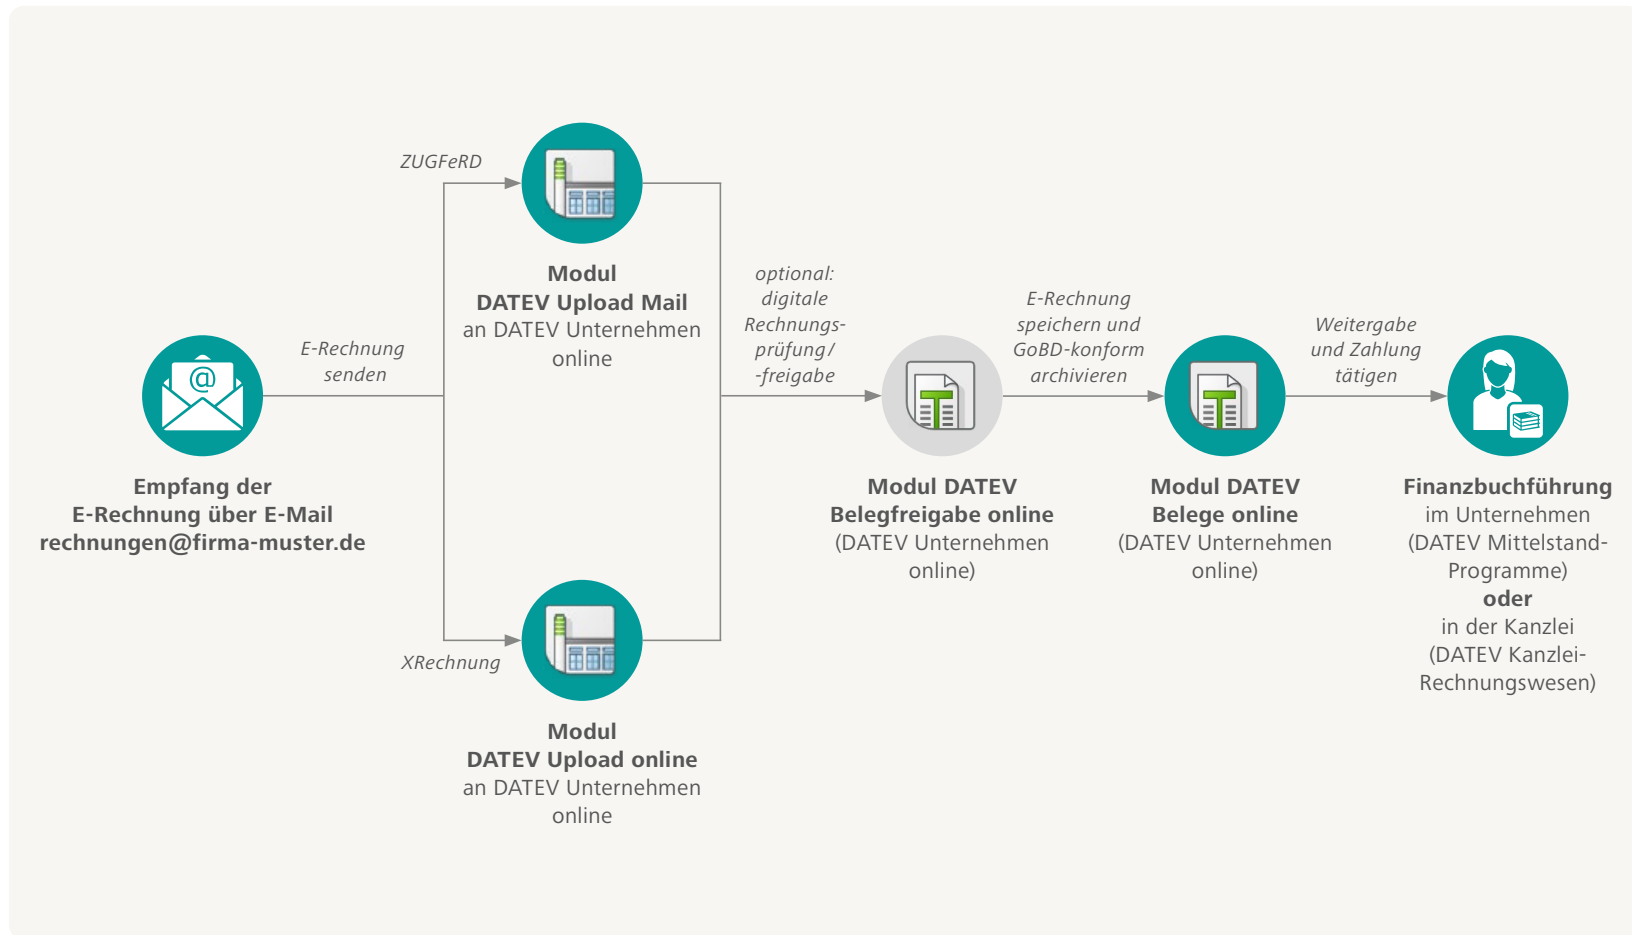 Empfang der
E-Rechnung über E-Mail
rechnungen@firma-muster.de
E-Rechnung
senden
ZUGFeRD
Modul
DATEV Upload Mail
an DATEV Unternehmen
online
XRechnung
Modul
DATEV Upload online
an DATEV Unternehmen
online
optional:
digitale
Rechnungs-
prüfung/
-freigabe
Modul DATEV
Belegfreigabe online
(DATEV Unternehmen
online)
E-Rechnung
speichern und
GoBD-konform
archivieren
Modul DATEV
Belege online
(DATEV Unternehmen
online)
Weitergabe
und Zahlung
tätigen
Finanzbuchführung
im Unternehmen
(DATEV Mittelstand-
Programme)
oder
in der Kanzlei
(DATEV Kanzlei-
Rechnungswesen)